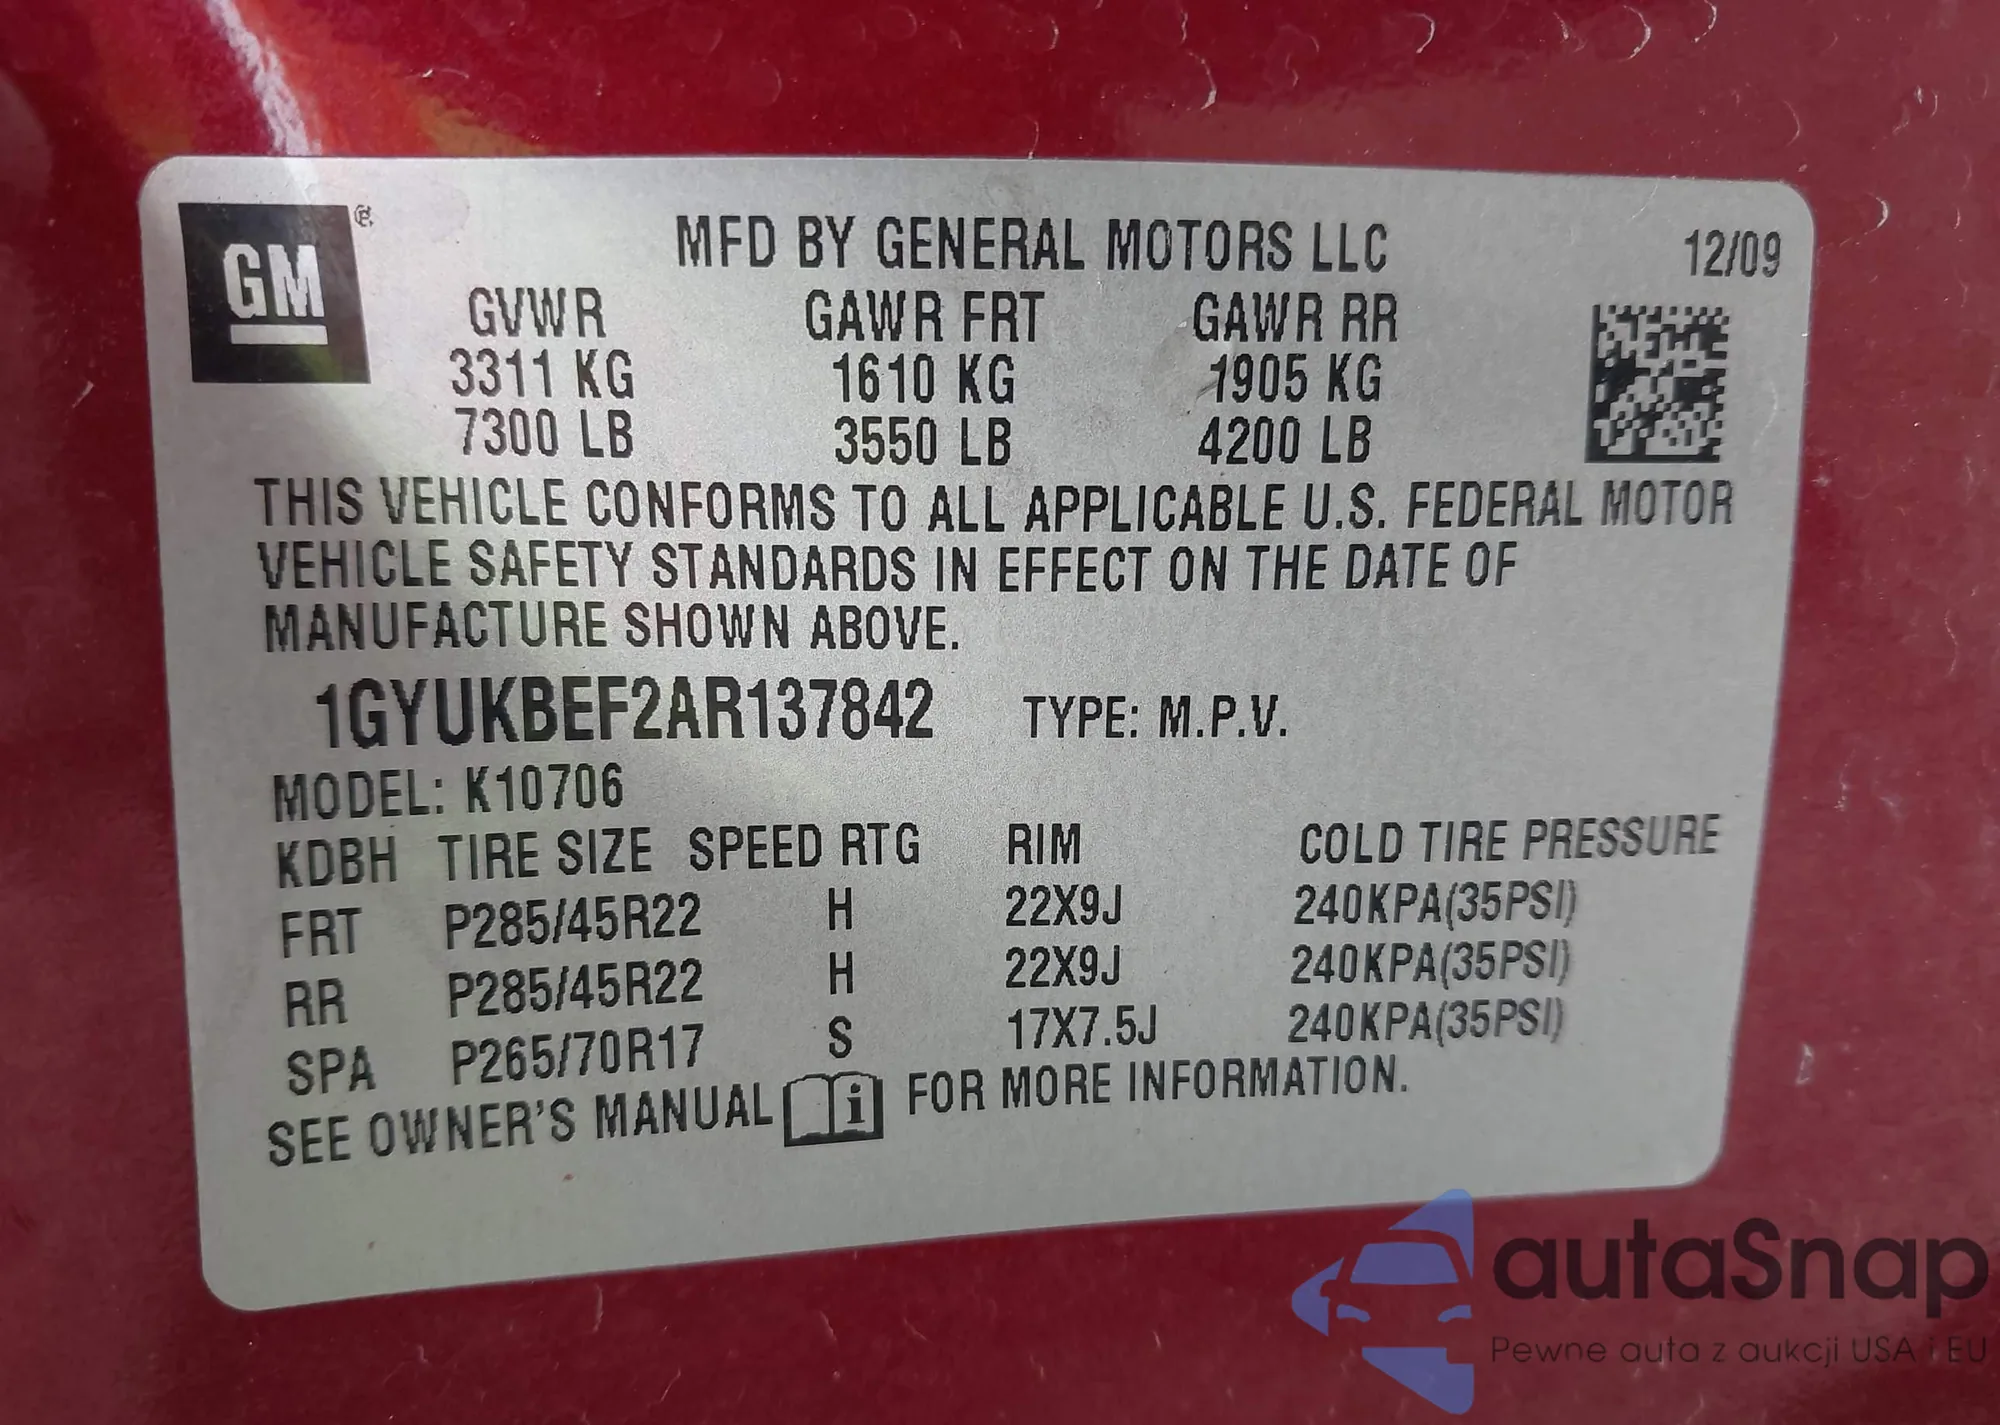 GM
MFD BY GENERAL MOTORS LLC 12/09
GVWR GAWR FRT GAWR RR
3311 KG 1610 KG 1905 KG
7300 LB 3550 LB 4200 LB
THIS VEHICLE CONFORMS TO ALL APPLICABLE U.S. FEDERAL MOTOR
VEHICLE SAFETY STANDARDS IN EFFECT ON THE DATE OF
MANUFACTURE SHOWN ABOVE.
1GYUKBEF2AR137842 TYPE: M.P.V.
MODEL: K10706
KDBH TIRE SIZE SPEED RTG RIM COLD TIRE PRESSURE
FRT P285/45R22 H 22X9J 240KPA(35PSI)
RR P285/45R22 H 22X9J 240KPA(35PSI)
SPA P265/70R17 S 17X7.5J 240KPA(35PSI)
SEE OWNER'S MANUAL i FOR MORE INFORMATION.
autaSnap
Pewne auta z aukcji USA i EU